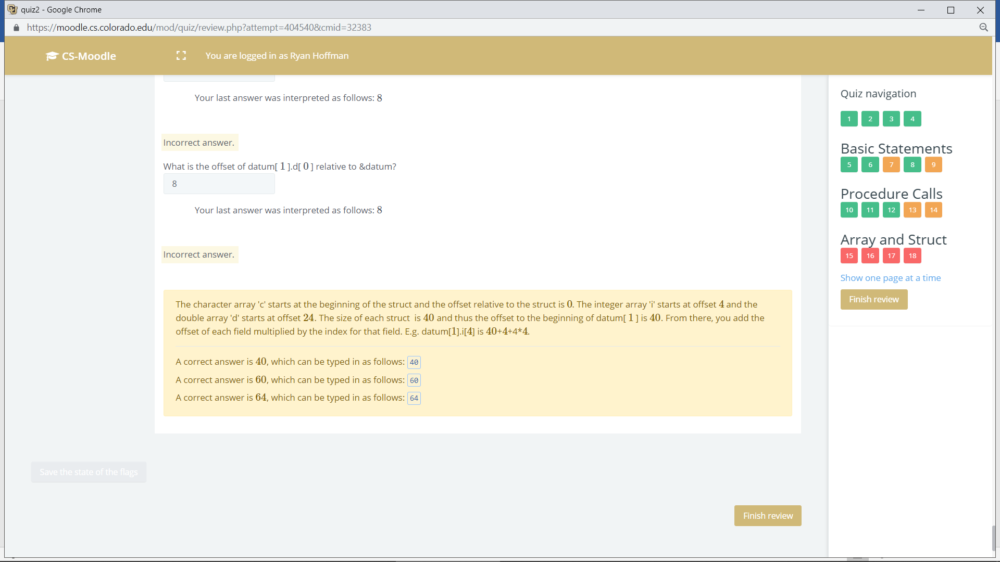 quiz2 - Google Chrome
https://moodle.cs.colorado.edu/mod/quiz/review.php?attempt=404540&cmid=32383
CS-Moodle
You are logged in as Ryan Hoffman
Your last answer was interpreted as follows: 8
Incorrect answer.
What is the offset of datum[ 1 ].d[ 0 ] relative to &datum?
8
Your last answer was interpreted as follows: 8
Incorrect answer.
The character array 'c' starts at the beginning of the struct and the offset relative to the struct is 0. The integer array 'i' starts at offset 4 and the
double array 'd' starts at offset 24. The size of each struct is 40 and thus the offset to the beginning of datum[ 1 ] is 40. From there, you add the
offset of each field multiplied by the index for that field. E.g. datum[1].i[4] is 40+4+4*4.
A correct answer is 40, which can be typed in as follows: 40
A correct answer is 60, which can be typed in as follows: 60
A correct answer is 64, which can be typed in as follows: 64
Save the state of the flags
Finish review
Quiz navigation
1 2 3 4
Basic Statements
5 6 7 8 9
Procedure Calls
10 11 12 13 14
Array and Struct
15 16 17 18
Show one page at a time
Finish review